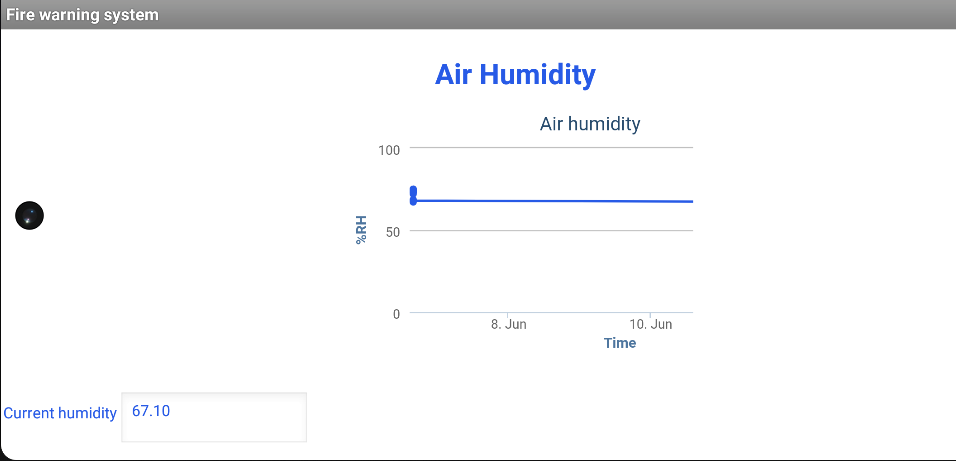 Fire warning system
Air Humidity
Air humidity
100
%RH
50
0
8. Jun
10. Jun
Time
Current humidity
67.10